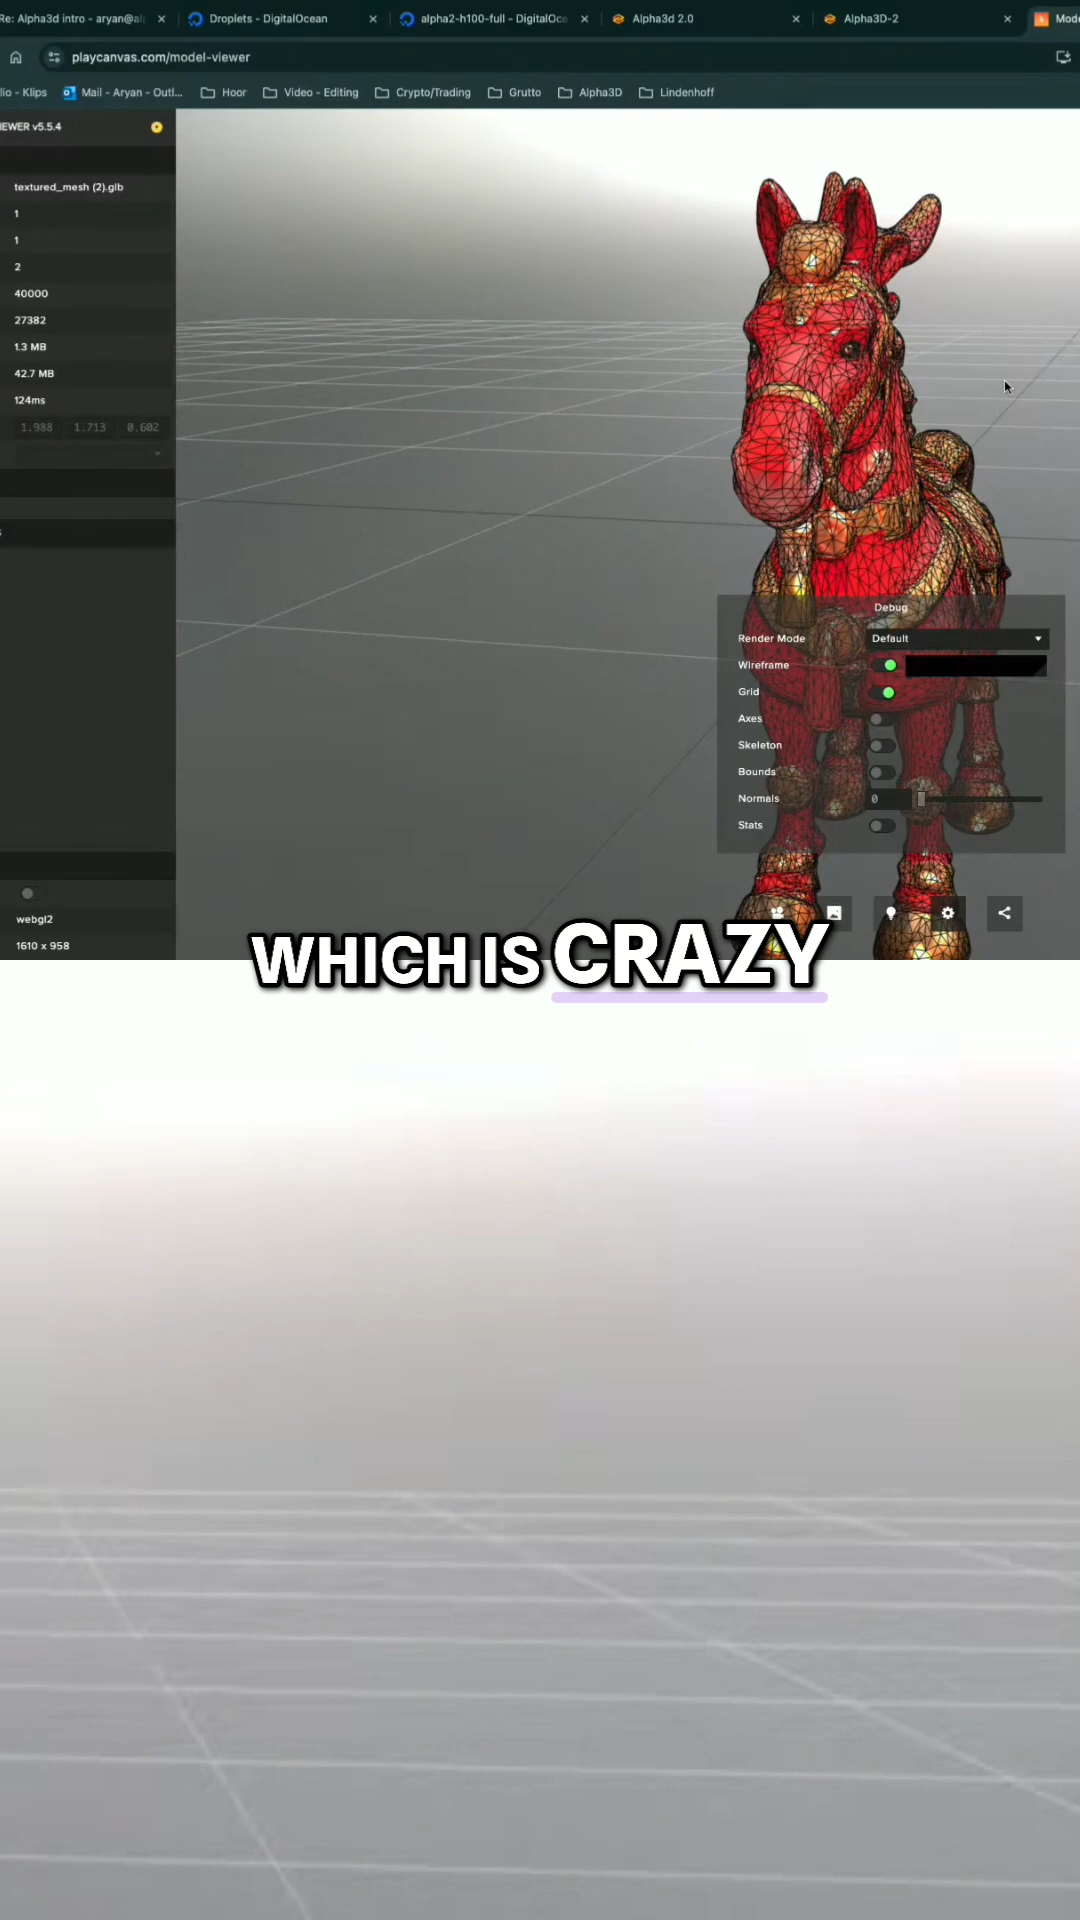 Re: Alpha3d intro - aryan@al
Droplets - DigitalOcean
alpha2-h100-full - DigitalOce
Alpha3d 2.0
Alpha3D-2
Mode
playcanvas.com/model-viewer
lio - Klips
Mail - Aryan - Outl...
Hoor
Video - Editing
Crypto/Trading
Grutto
Alpha3D
Lindenhoff
IEWER v5.5.4
textured_mesh (2).glb
1
1
2
40000
27382
1.3 MB
42.7 MB
124ms
1.988 1.713 0.602
Debug
Render Mode Default
Wireframe
Grid
Axes
Skeleton
Bounds
Normals 0
Stats
webgl2
1610 x 958
WHICH IS CRAZY